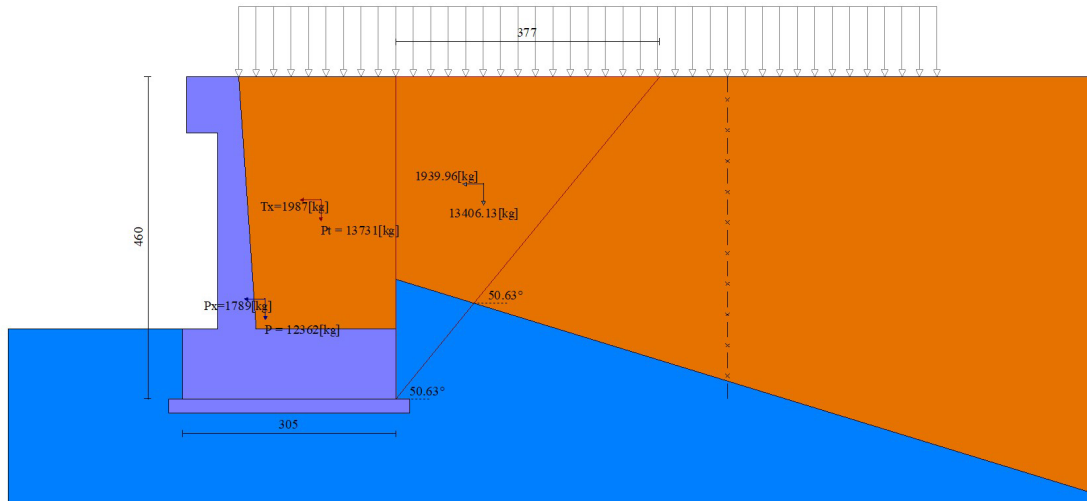 377
1939.96[kg]
Tx=1987[kg]
13406.13[kg]
Pt = 13731[kg]
460
50.63°
Px=1789[kg]
P = 12362[kg]
50.63°
305